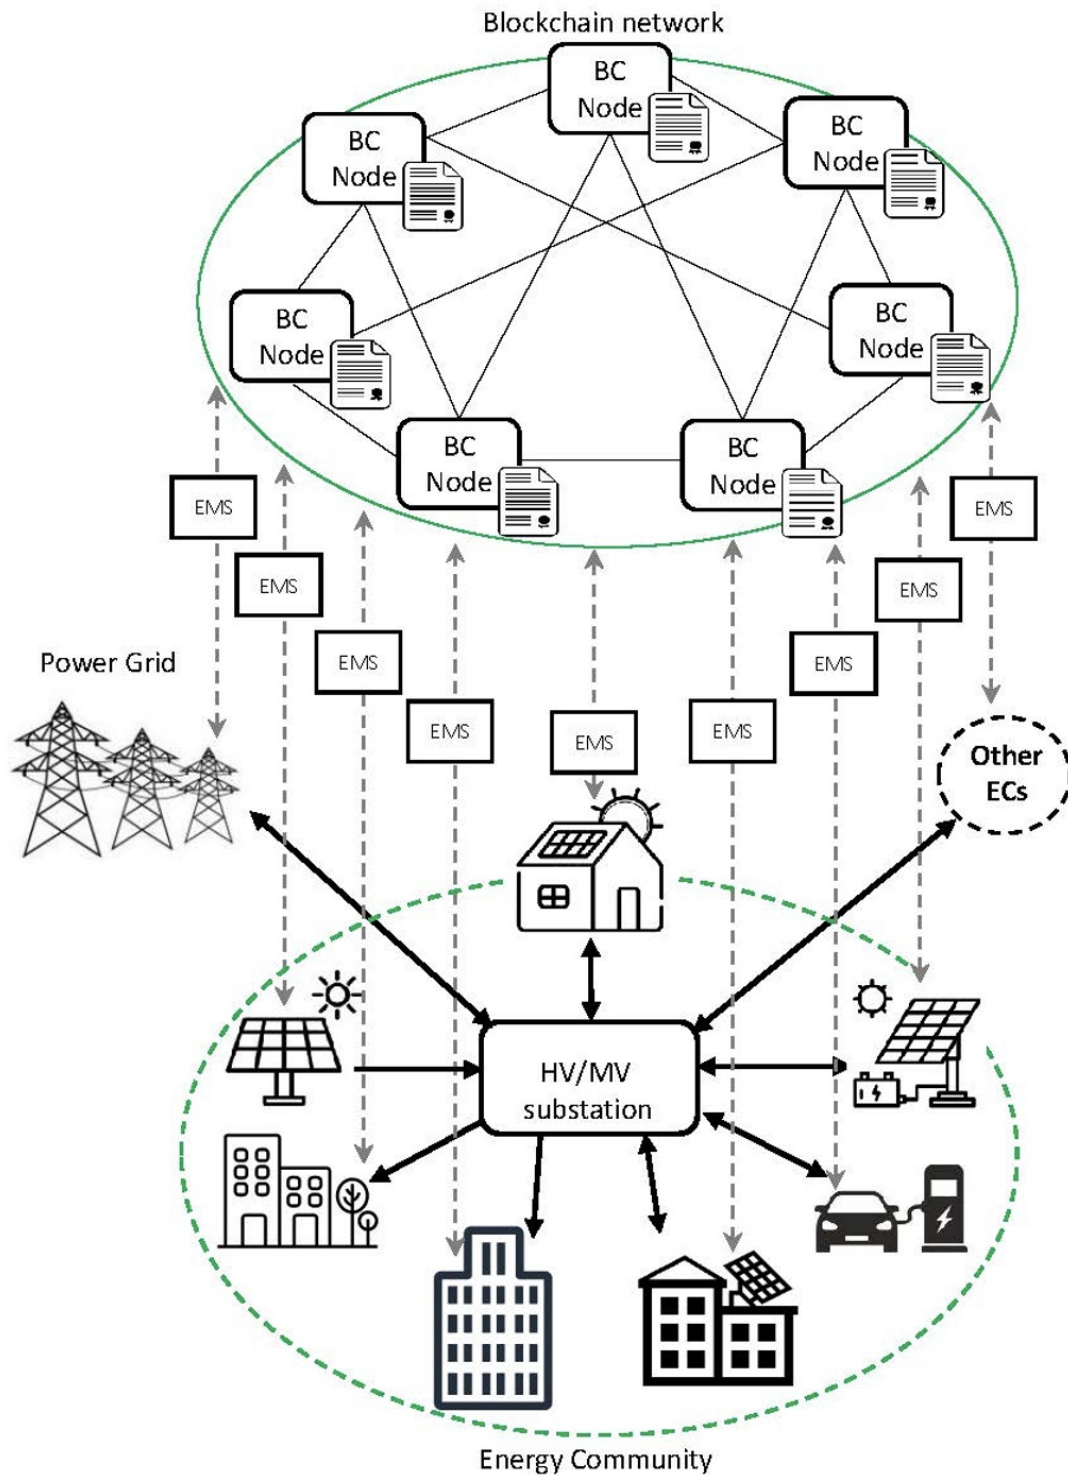 Blockchain network
BC
Node
BC
Node
BC
Node
BC
Node
BC
Node
BC
Node
BC
Node
EMS
EMS
EMS
EMS
EMS
EMS
EMS
EMS
EMS
Power Grid
Other
ECs
HV/MV
substation
Energy Community